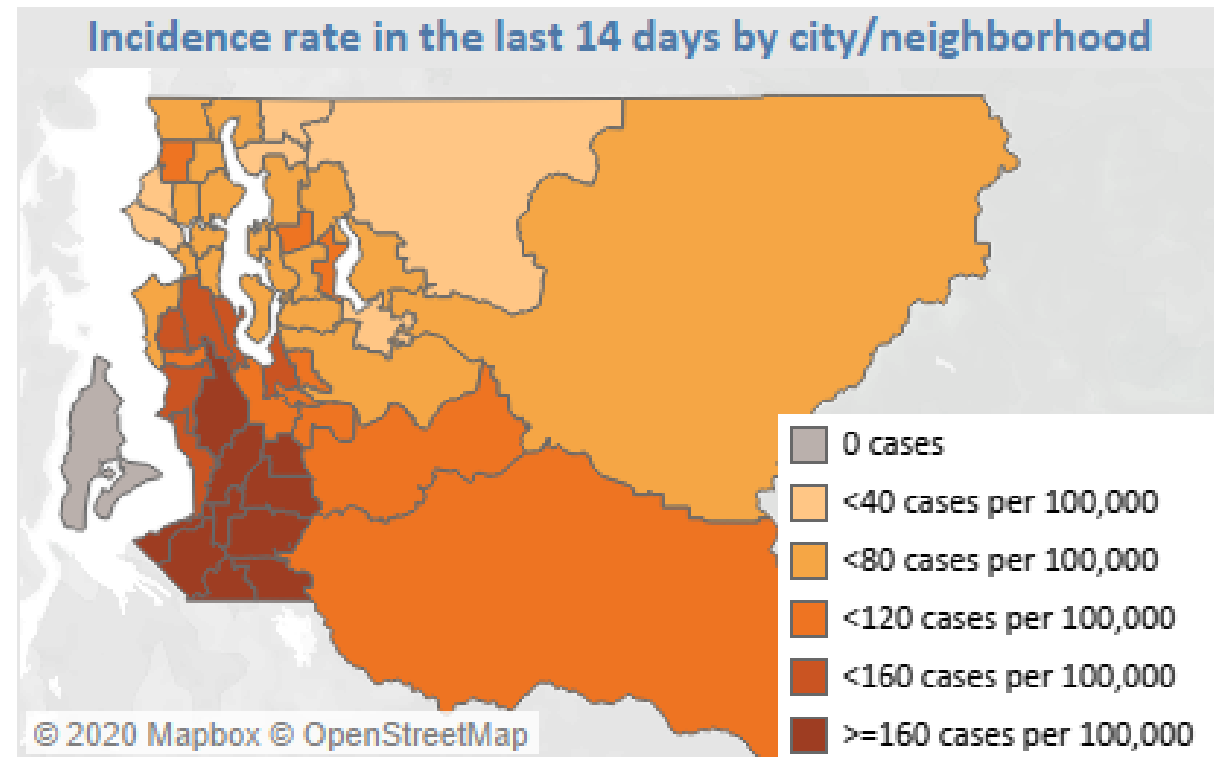 Incidence rate in the last 14 days by city/neighborhood
0 cases
<40 cases per 100,000
<80 cases per 100,000
<120 cases per 100,000
<160 cases per 100,000
>=160 cases per 100,000
© 2020 Mapbox © OpenStreetMap